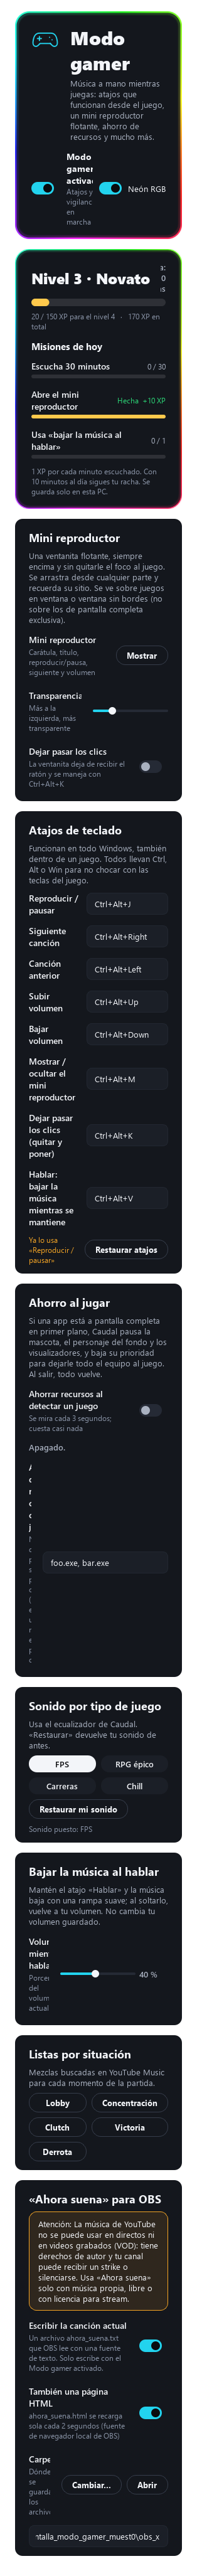 Modo
gamer
Música a mano mientras
juegas: atajos que
funcionan desde el juego,
un mini reproductor
flotante, ahorro de
recursos y mucho más.
Modo
gamer
activado
Neón RGB
Atajos y
vigilancia
en
marcha
Nivel 3 · Novato
20 / 150 XP para el nivel 4 · 170 XP en
total
Misiones de hoy
Escucha 30 minutos
0 / 30
Abre el mini
reproductor
Hecha +10 XP
Usa «bajar la música al
hablar»
0 / 1
1 XP por cada minuto escuchado. Con
10 minutos al día sigues tu racha. Se
guarda solo en esta PC.
Mini reproductor
Una ventanita flotante, siempre
encima y sin quitarle el foco al juego.
Se arrastra desde cualquier parte y
recuerda su sitio. Se ve sobre juegos
en ventana o ventana sin bordes (no
sobre los de pantalla completa
exclusiva).
Mini reproductor
Carátula, título,
reproducir/pausa,
siguiente y volumen
Mostrar
Transparencia
Más a la
izquierda, más
transparente
Dejar pasar los clics
La ventanita deja de recibir el
ratón y se maneja con
Ctrl+Alt+K
Atajos de teclado
Funcionan en todo Windows, también
dentro de un juego. Todos llevan Ctrl,
Alt o Win para no chocar con las
teclas del juego.
Reproducir /
pausar
Ctrl+Alt+J
Siguiente
canción
Ctrl+Alt+Right
Canción
anterior
Ctrl+Alt+Left
Subir
volumen
Ctrl+Alt+Up
Bajar
volumen
Ctrl+Alt+Down
Mostrar /
ocultar el
mini
reproductor
Ctrl+Alt+M
Dejar pasar
los clics
(quitar y
poner)
Ctrl+Alt+K
Hablar:
bajar la
música
mientras se
mantiene
Ctrl+Alt+V
Ya lo usa
«Reproducir /
pausar»
Restaurar atajos
Ahorro al jugar
Si una app está a pantalla completa
en primer plano, Caudal pausa la
mascota, el personaje del fondo y los
visualizadores, y baja su prioridad
para dejarle todo el equipo al juego.
Al salir, todo vuelve.
Ahorrar recursos al
detectar un juego
Se mira cada 3 segundos;
cuesta casi nada
Apagado.
foo.exe, bar.exe
Sonido por tipo de juego
Usa el ecualizador de Caudal.
«Restaurar» devuelve tu sonido de
antes.
FPS
RPG épico
Carreras
Chill
Restaurar mi sonido
Sonido puesto: FPS
Bajar la música al hablar
Mantén el atajo «Hablar» y la música
baja con una rampa suave; al soltarlo,
vuelve a tu volumen. No cambia tu
volumen guardado.
40 %
del
actual
Listas por situación
Mezclas buscadas en YouTube Music
para cada momento de la partida.
Lobby
Concentración
Clutch
Victoria
Derrota
«Ahora suena» para OBS
Atención: La música de YouTube
no se puede usar en directos ni
en videos grabados (VOD): tiene
derechos de autor y tu canal
puede recibir un strike o
silenciarse. Usa «Ahora suena»
solo con música propia, libre o
con licencia para stream.
Escribir la canción actual
Un archivo ahora_suena.txt
que OBS lee con una fuente
de texto. Solo escribe con el
Modo gamer activado.
También una página
HTML
ahora_suena.html se recarga
sola cada 2 segundos (fuente
de navegador local de OBS)
Dónde
se
guarda
los
Cambiar…
Abrir